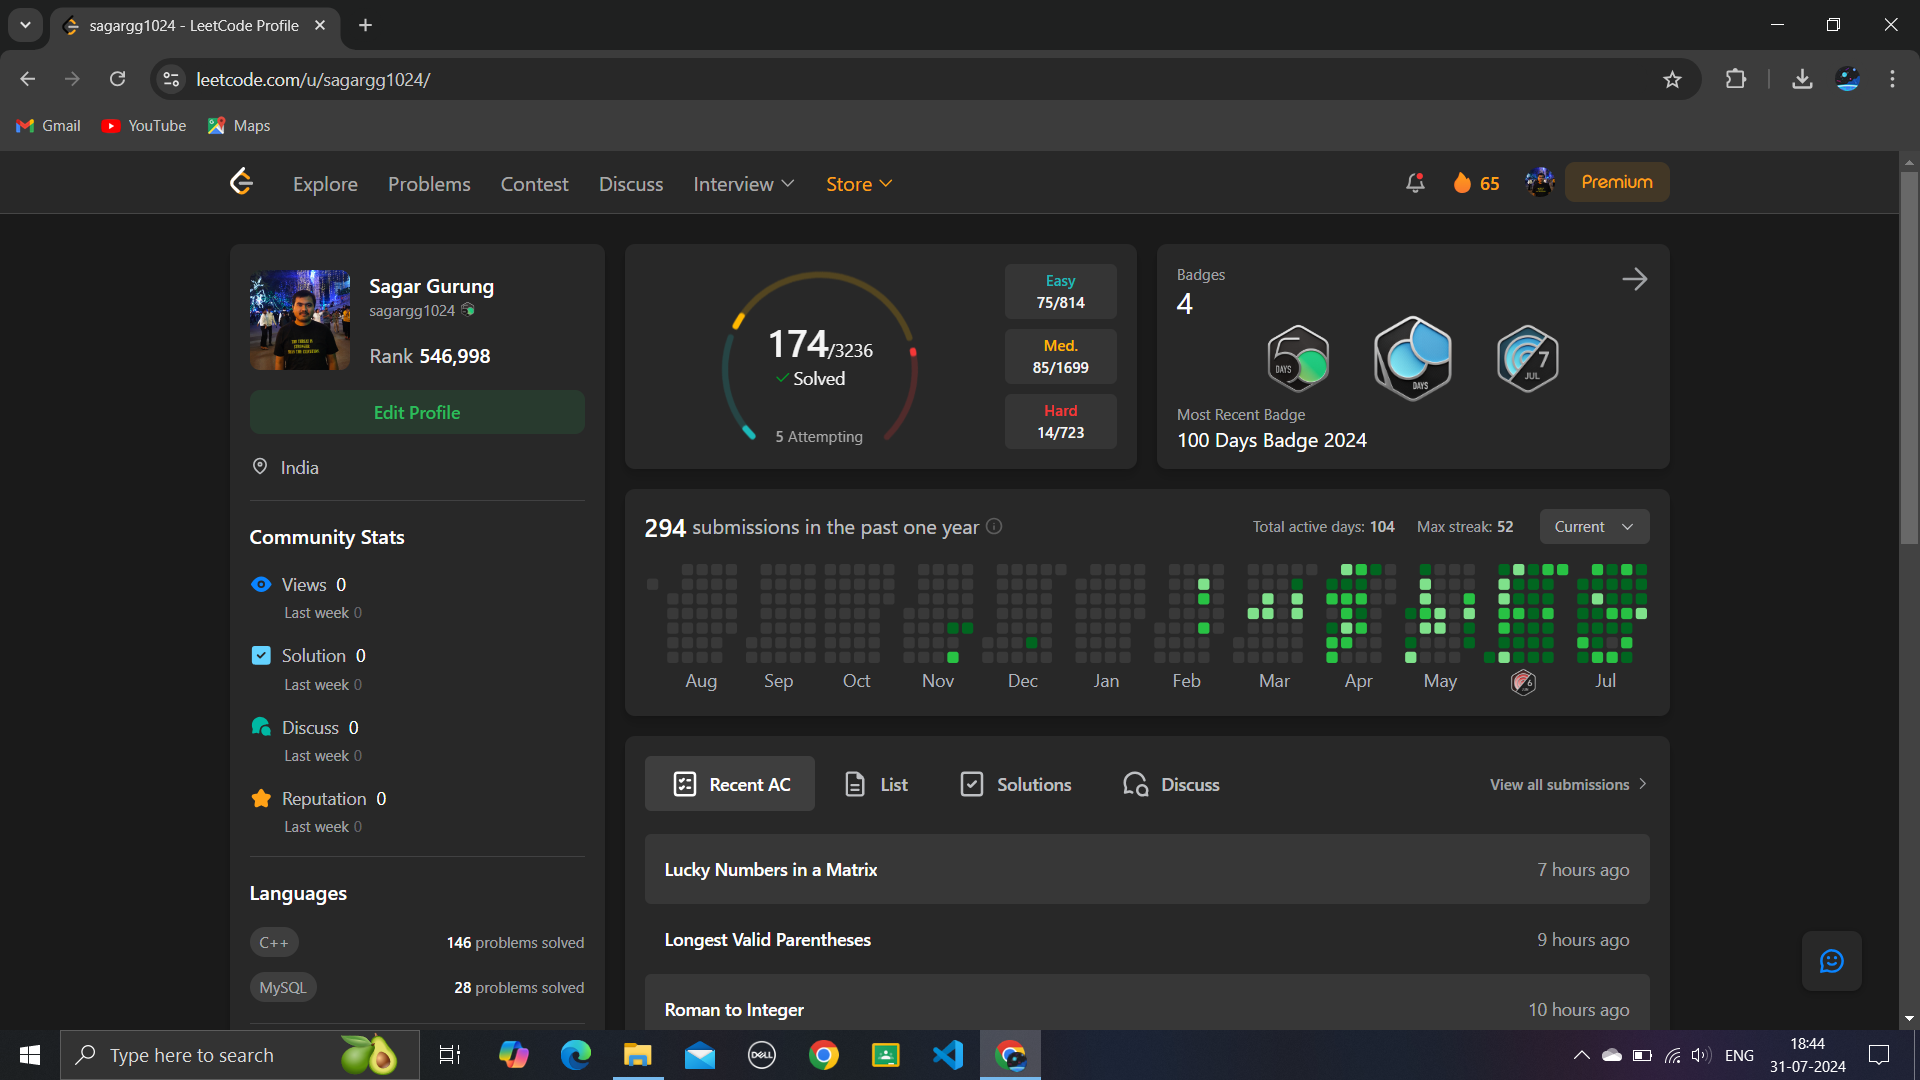 sagargg1024 - LeetCode Profile
leetcode.com/u/sagargg1024/
Gmail YouTube Maps
Explore Problems Contest Discuss Interview Store 65 Premium
Sagar Gurung
sagargg1024
Rank 546,998
Edit Profile
India
Community Stats
Views 0
Last week 0
Solution 0
Last week 0
Discuss 0
Last week 0
Reputation 0
Last week 0
Languages
C++ 146 problems solved
MySQL 28 problems solved
174/3236
Solved
5 Attempting
Easy
75/814
Med.
85/1699
Hard
14/723
Badges
4
50 DAYS
DAYS
7 JUL
Most Recent Badge
100 Days Badge 2024
294 submissions in the past one year
Total active days: 104 Max streak: 52 Current
Aug Sep Oct Nov Dec Jan Feb Mar Apr May Jul
Recent AC List Solutions Discuss View all submissions
Lucky Numbers in a Matrix 7 hours ago
Longest Valid Parentheses 9 hours ago
Roman to Integer 10 hours ago
Type here to search
DELL
ENG
18:44
31-07-2024